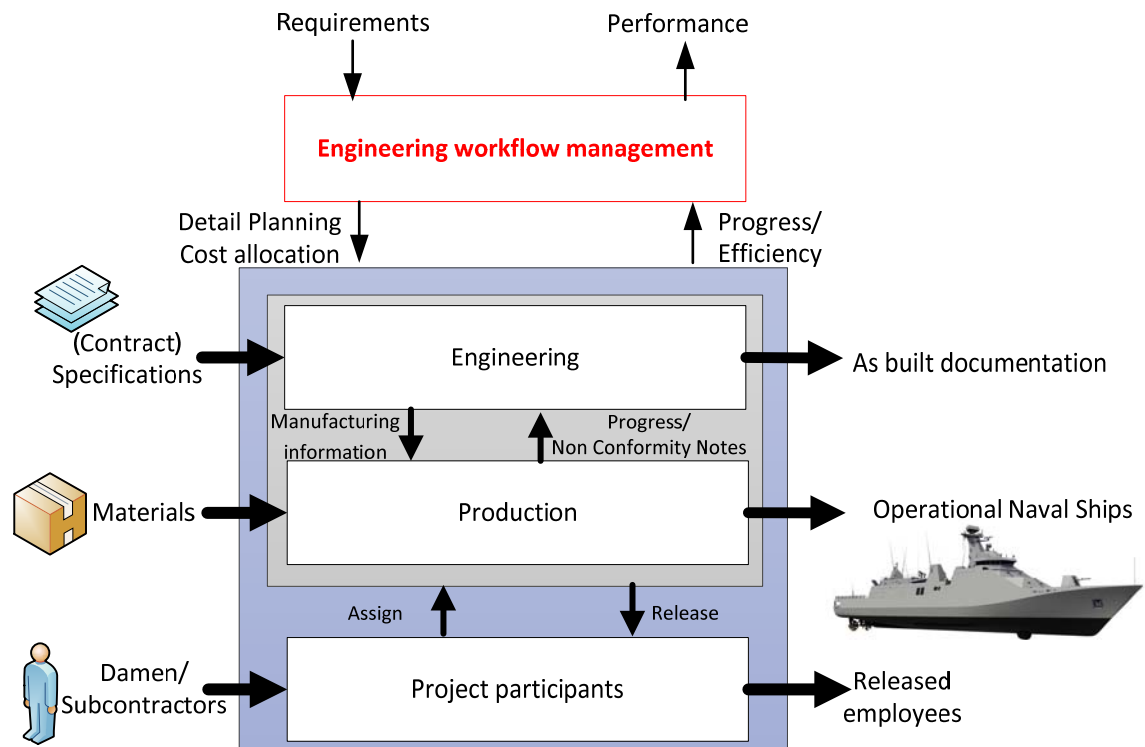 Requirements
Performance
Engineering workflow management
Detail Planning
Cost allocation
Progress/
Efficiency
(Contract)
Specifications
Engineering
As built documentation
Manufacturing
information
Progress/
Non Conformity Notes
Materials
Production
Operational Naval Ships
Assign
Release
Damen/
Subcontractors
Project participants
Released
employees